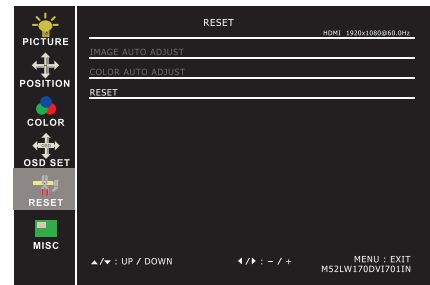 RESET
HDMI 1920x1080@60.0Hz
PICTURE
IMAGE AUTO ADJUST
COLOR AUTO ADJUST
POSITION
RESET
COLOR
OSD SET
RESET
MISC
▲/▼ : UP / DOWN
◀/▶ : – / +
MENU : EXIT
M52LW170DVI701IN